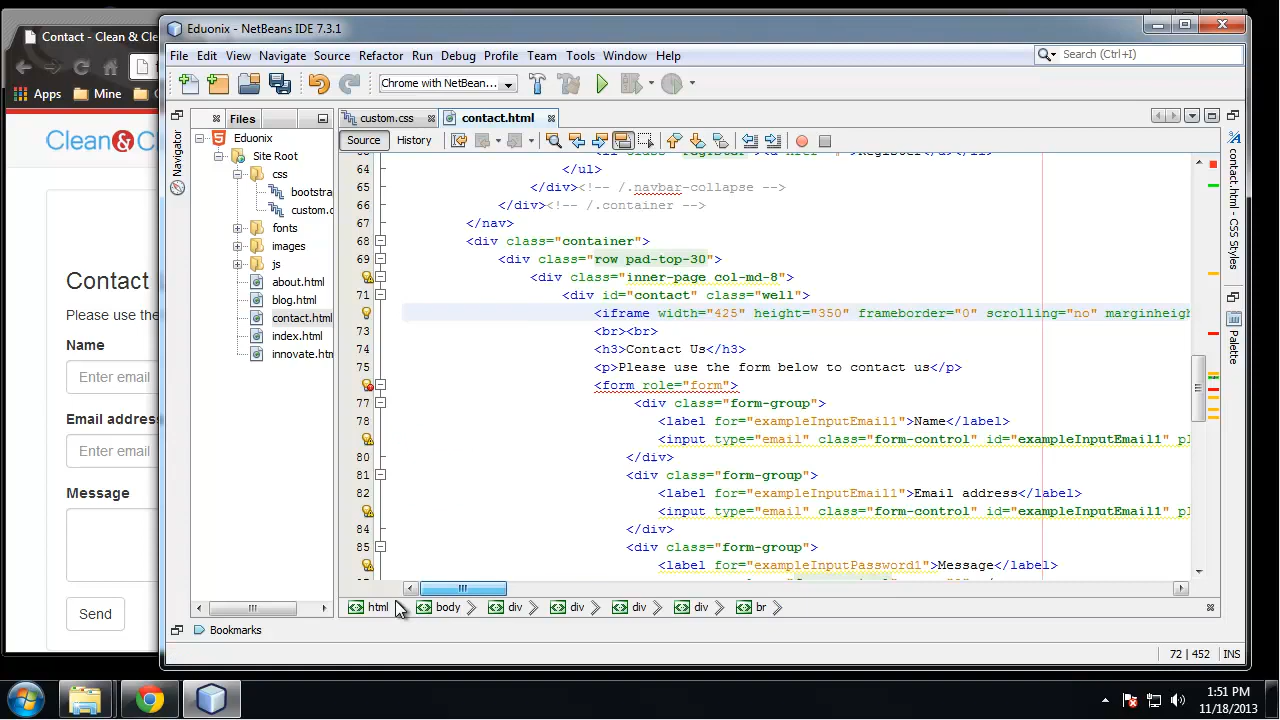 Contact - Clean & Cle
Apps
Mine
Clean & C
Contact
Please use the
Name
Enter email
Email address
Enter email
Message
Send
Eduonix - NetBeans IDE 7.3.1
File Edit View Navigate Source Refactor Run Debug Profile Team Tools Window Help
Search (Ctrl+I)
Chrome with NetBean...
Navigator
Files
Eduonix
Site Root
css
bootstra
custom.c
fonts
images
js
about.html
blog.html
contact.html
index.html
innovate.htm
custom.css
contact.html
Source
History
64 </ul>
65 </div><!-- /.navbar-collapse -->
66 </div><!-- /.container -->
67 </nav>
68 <div class="container">
69 <div class="row pad-top-30">
<div class="inner-page col-md-8">
71 <div id="contact" class="well">
<iframe width="425" height="350" frameborder="0" scrolling="no" marginheigh
73 <br><br>
74 <h3>Contact Us</h3>
75 <p>Please use the form below to contact us</p>
<form role="form">
77 <div class="form-group">
78 <label for="exampleInputEmail1">Name</label>
<input type="email" class="form-control" id="exampleInputEmail1" pl
80 </div>
81 <div class="form-group">
82 <label for="exampleInputEmail1">Email address</label>
<input type="email" class="form-control" id="exampleInputEmail1" pl
84 </div>
85 <div class="form-group">
<label for="exampleInputPassword1">Message</label>
html body div div div div br
Bookmarks
72 | 452 INS
contact.html - CSS Styles
Palette
1:51 PM
11/18/2013